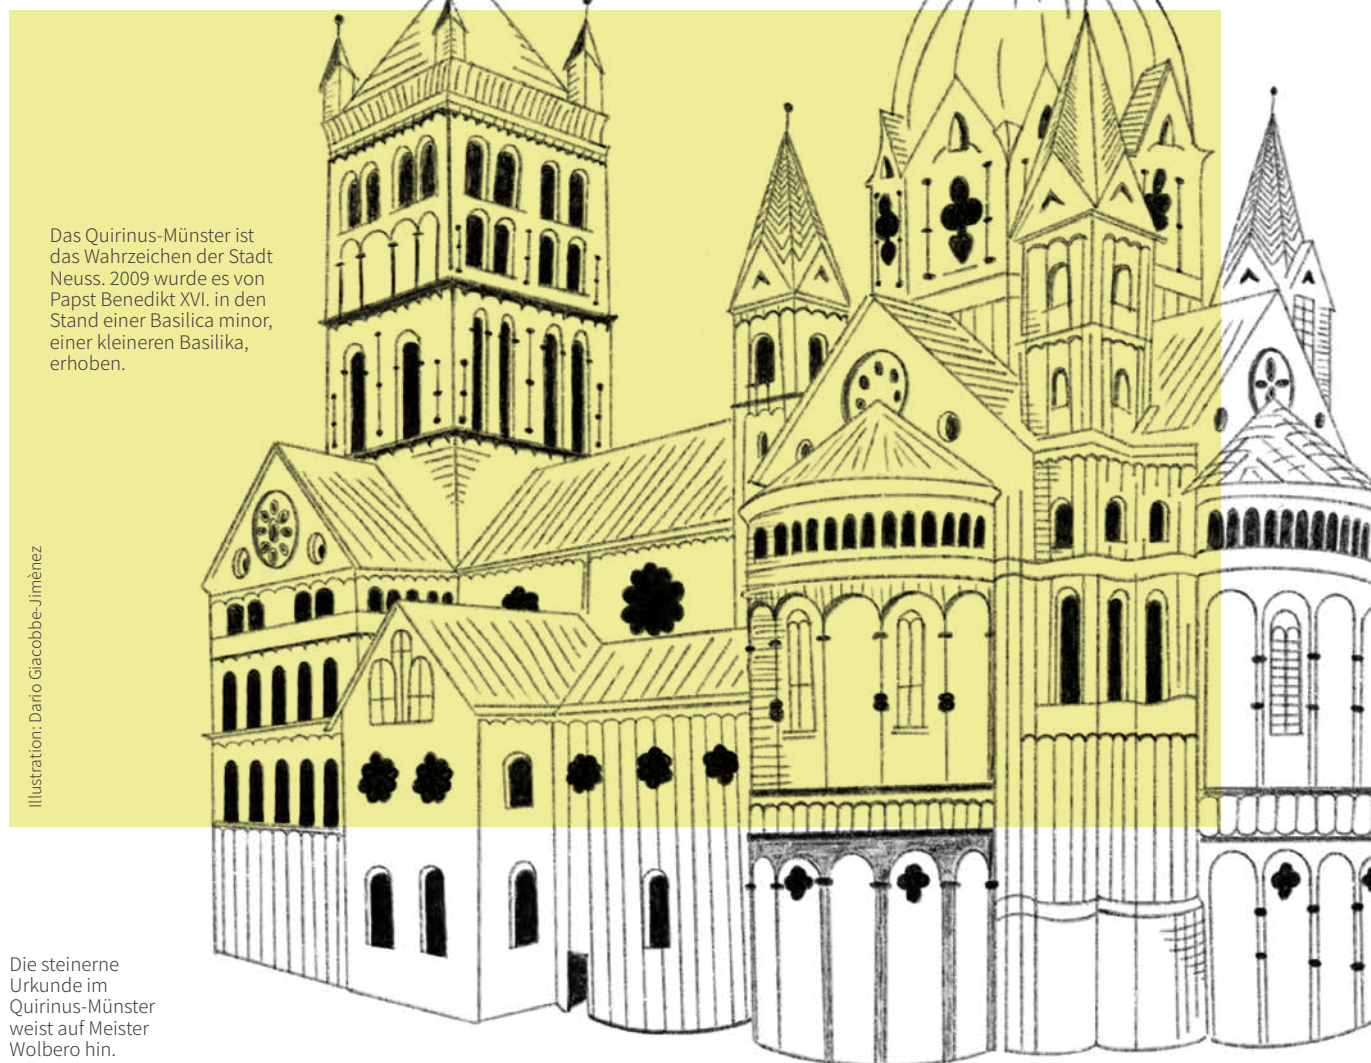 Das Quirinus-Münster ist
das Wahrzeichen der Stadt
Neuss. 2009 wurde es von
Papst Benedikt XVI. in den
Stand einer Basilica minor,
einer kleineren Basilika,
erhoben.
Illustration: Dario Giacobbe-Jimènez
Die steinerne
Urkunde im
Quirinus-Münster
weist auf Meister
Wolbero hin.